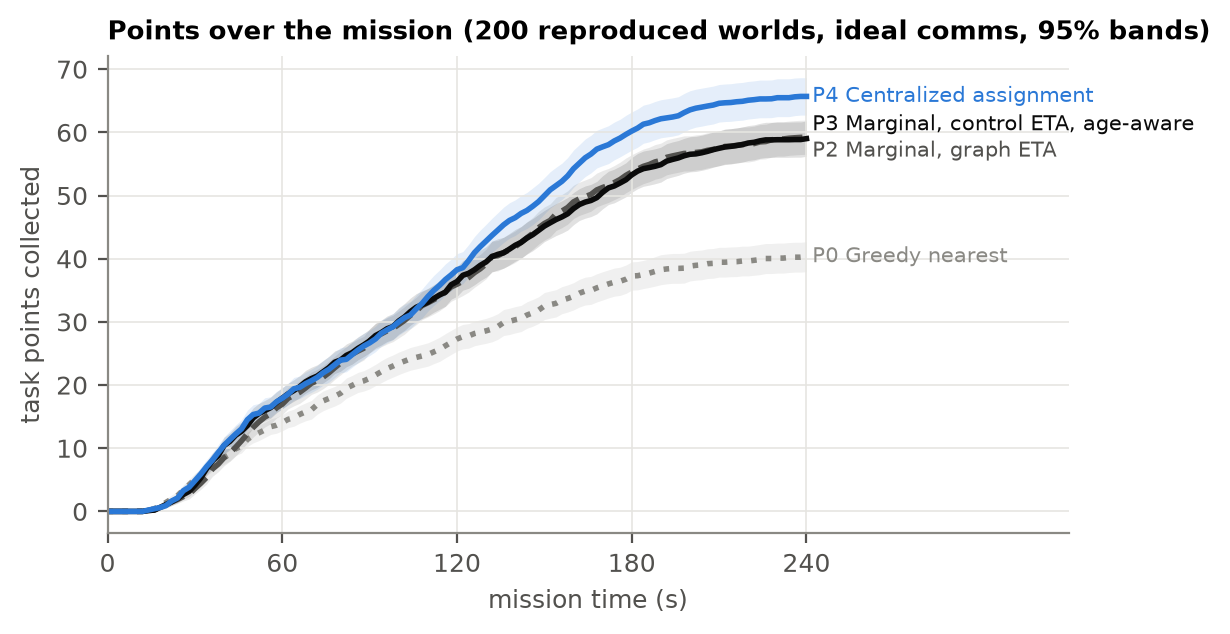 Points over the mission (200 reproduced worlds, ideal comms, 95% bands)
task points collected
70
60
50
40
30
20
10
0
P4 Centralized assignment
P3 Marginal, control ETA, age-aware
P2 Marginal, graph ETA
P0 Greedy nearest
0 60 120 180 240
mission time (s)